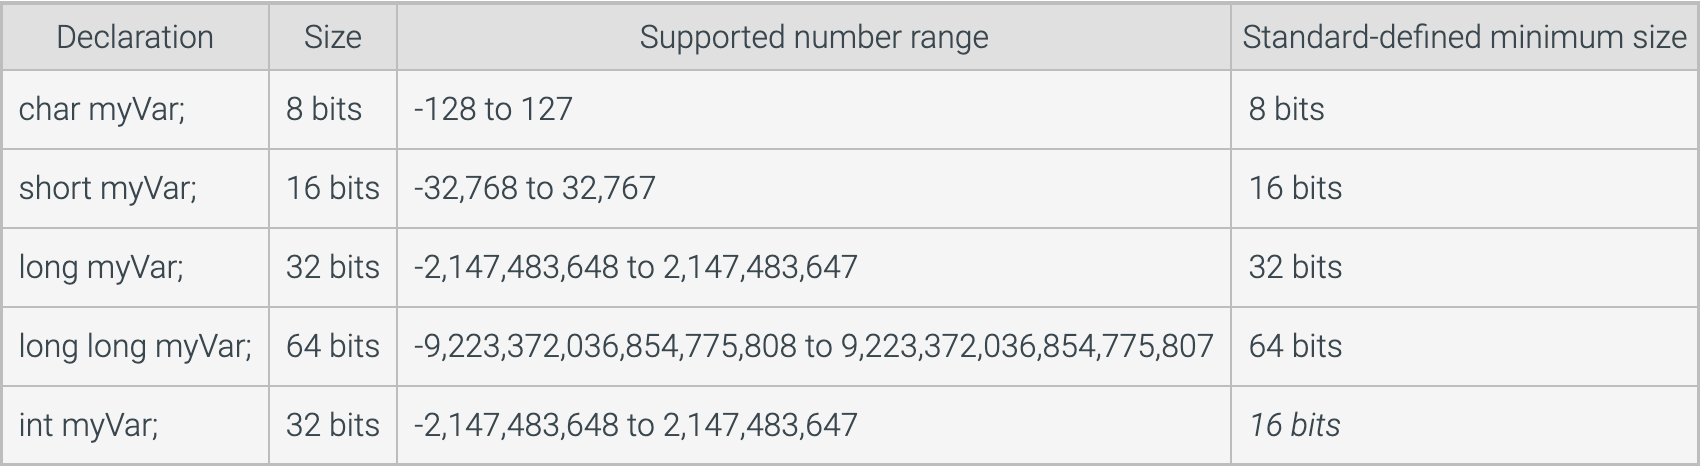 Declaration Size Supported number range Standard-defined minimum size
char myVar; 8 bits -128 to 127 8 bits
short myVar; 16 bits -32,768 to 32,767 16 bits
long myVar; 32 bits -2,147,483,648 to 2,147,483,647 32 bits
long long myVar; 64 bits -9,223,372,036,854,775,808 to 9,223,372,036,854,775,807 64 bits
int myVar; 32 bits -2,147,483,648 to 2,147,483,647 16 bits